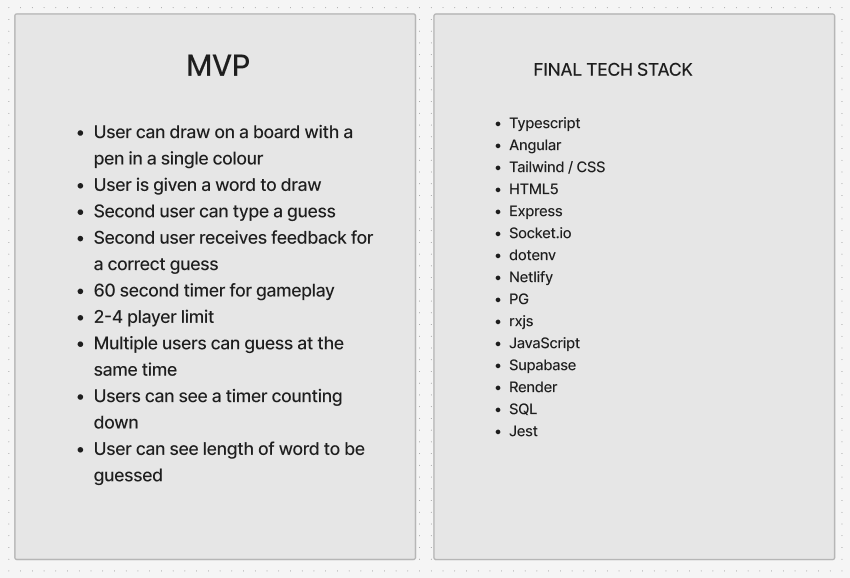 MVP
• User can draw on a board with a
pen in a single colour
• User is given a word to draw
• Second user can type a guess
• Second user receives feedback for
a correct guess
• 60 second timer for gameplay
• 2-4 player limit
• Multiple users can guess at the
same time
• Users can see a timer counting
down
• User can see length of word to be
guessed
FINAL TECH STACK
• Typescript
• Angular
• Tailwind / CSS
• HTML5
• Express
• Socket.io
• dotenv
• Netlify
• PG
• rxjs
• JavaScript
• Supabase
• Render
• SQL
• Jest